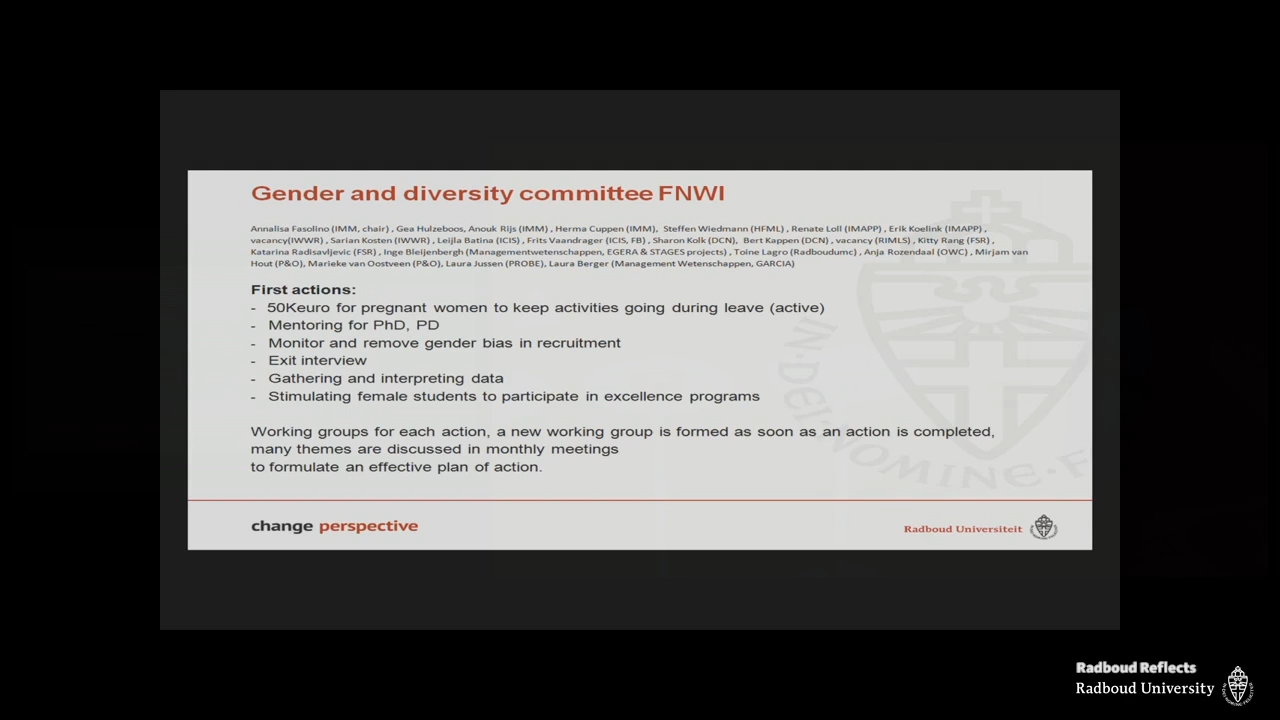 Gender and diversity committee FNWI
Annalisa Fasolino (IMM, chair) , Gea Hulzeboos, Anouk Rijs (IMM) , Herma Cuppen (IMM), Steffen Wiedmann (HFML) , Renate Loll (IMAPP) , Erik Koelink (IMAPP) ,
vacancy(IWWR) , Sarian Kosten (IWWR) , Leijla Batina (ICIS) , Frits Vaandrager (ICIS, FB) , Sharon Kolk (DCN), Bert Kappen (DCN) , vacancy (RIMLS) , Kitty Rang (FSR) ,
Katarina Radisavljevic (FSR) , Inge Bleijenbergh (Managementwetenschappen, EGERA & STAGES projects) , Toine Lagro (Radboudumc) , Anja Rozendaal (OWC) , Mirjam van
Hout (P&O), Marieke van Oostveen (P&O), Laura Jussen (PROBE), Laura Berger (Management Wetenschappen, GARCIA)
First actions:
- 50Keuro for pregnant women to keep activities going during leave (active)
- Mentoring for PhD, PD
- Monitor and remove gender bias in recruitment
- Exit interview
- Gathering and interpreting data
- Stimulating female students to participate in excellence programs
Working groups for each action, a new working group is formed as soon as an action is completed,
many themes are discussed in monthly meetings
to formulate an effective plan of action.
IN·DEI·NOMINE·F
change perspective
Radboud Universiteit
Radboud Reflects
Radboud University